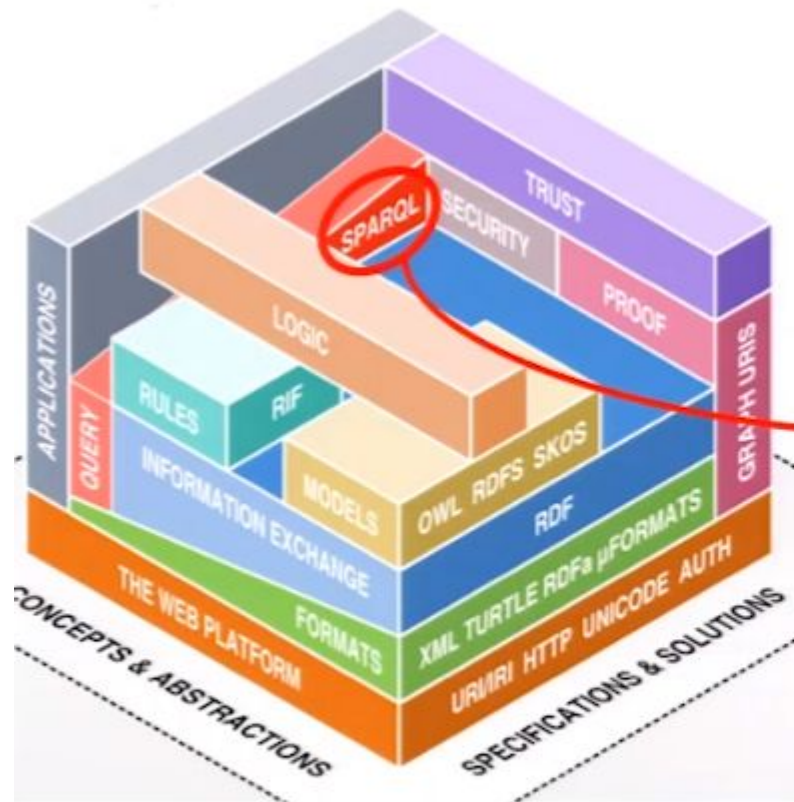 TRUST
SPARQL
SECURITY
PROOF
LOGIC
APPLICATIONS
GRAPH URIS
RULES
RIF
QUERY
INFORMATION EXCHANGE
MODELS
OWL RDFS SKOS
RDF
FORMATS
XML TURTLE RDFa µFORMATS
THE WEB PLATFORM
URI/IRI HTTP UNICODE AUTH
CONCEPTS & ABSTRACTIONS
SPECIFICATIONS & SOLUTIONS